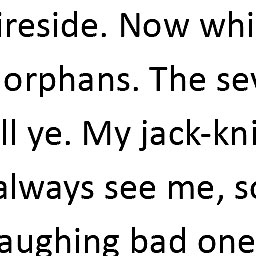 ireside. Now whi
orphans. The sev
ll ye. My jack-kni
always see me, so
aughing bad one